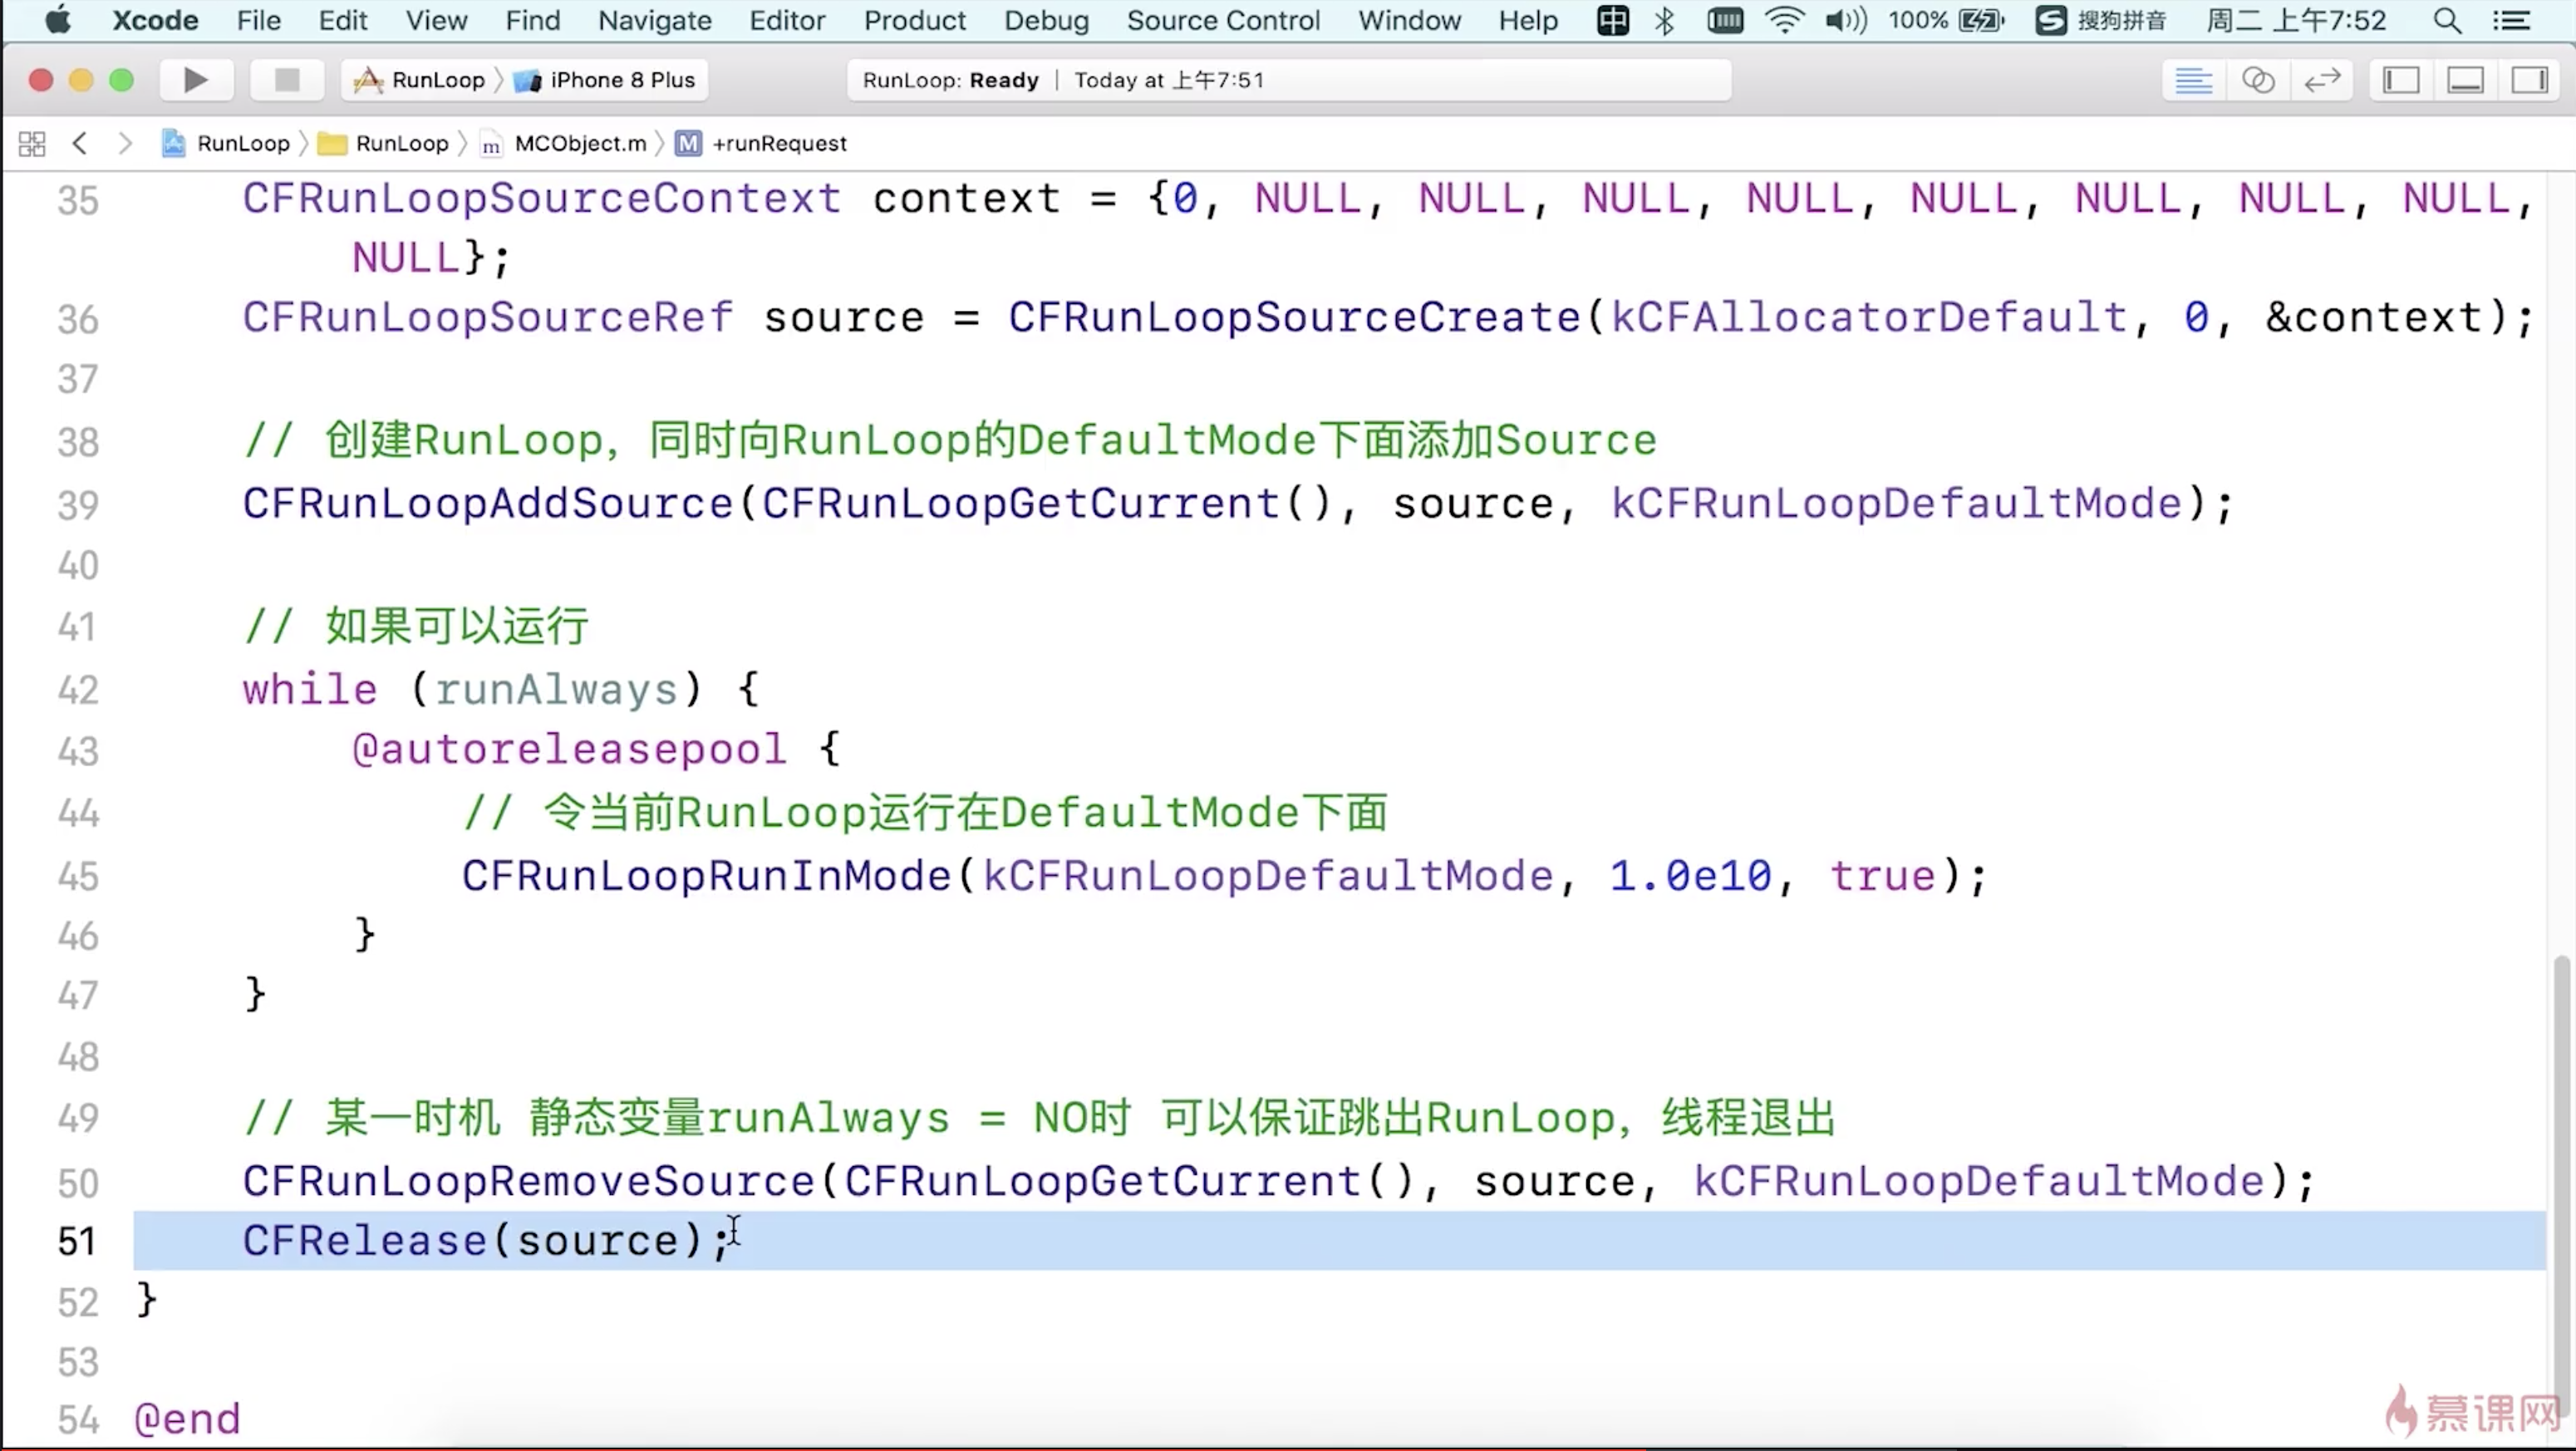 Xcode File Edit View Find Navigate Editor Product Debug Source Control Window Help 中 100% 搜狗拼音 周二 上午7:52
RunLoop iPhone 8 Plus RunLoop: Ready | Today at 上午7:51
RunLoop RunLoop m MCObject.m M +runRequest
35 CFRunLoopSourceContext context = {0, NULL, NULL, NULL, NULL, NULL, NULL, NULL, NULL,
NULL};
36 CFRunLoopSourceRef source = CFRunLoopSourceCreate(kCFAllocatorDefault, 0, &context);
37
38 // 创建RunLoop，同时向RunLoop的DefaultMode下面添加Source
39 CFRunLoopAddSource(CFRunLoopGetCurrent(), source, kCFRunLoopDefaultMode);
40
41 // 如果可以运行
42 while (runAlways) {
43 @autoreleasepool {
44 // 令当前RunLoop运行在DefaultMode下面
45 CFRunLoopRunInMode(kCFRunLoopDefaultMode, 1.0e10, true);
46 }
47 }
48
49 // 某一时机 静态变量runAlways = NO时 可以保证跳出RunLoop，线程退出
50 CFRunLoopRemoveSource(CFRunLoopGetCurrent(), source, kCFRunLoopDefaultMode);
51 CFRelease(source);
52 }
53
54 @end
慕课网